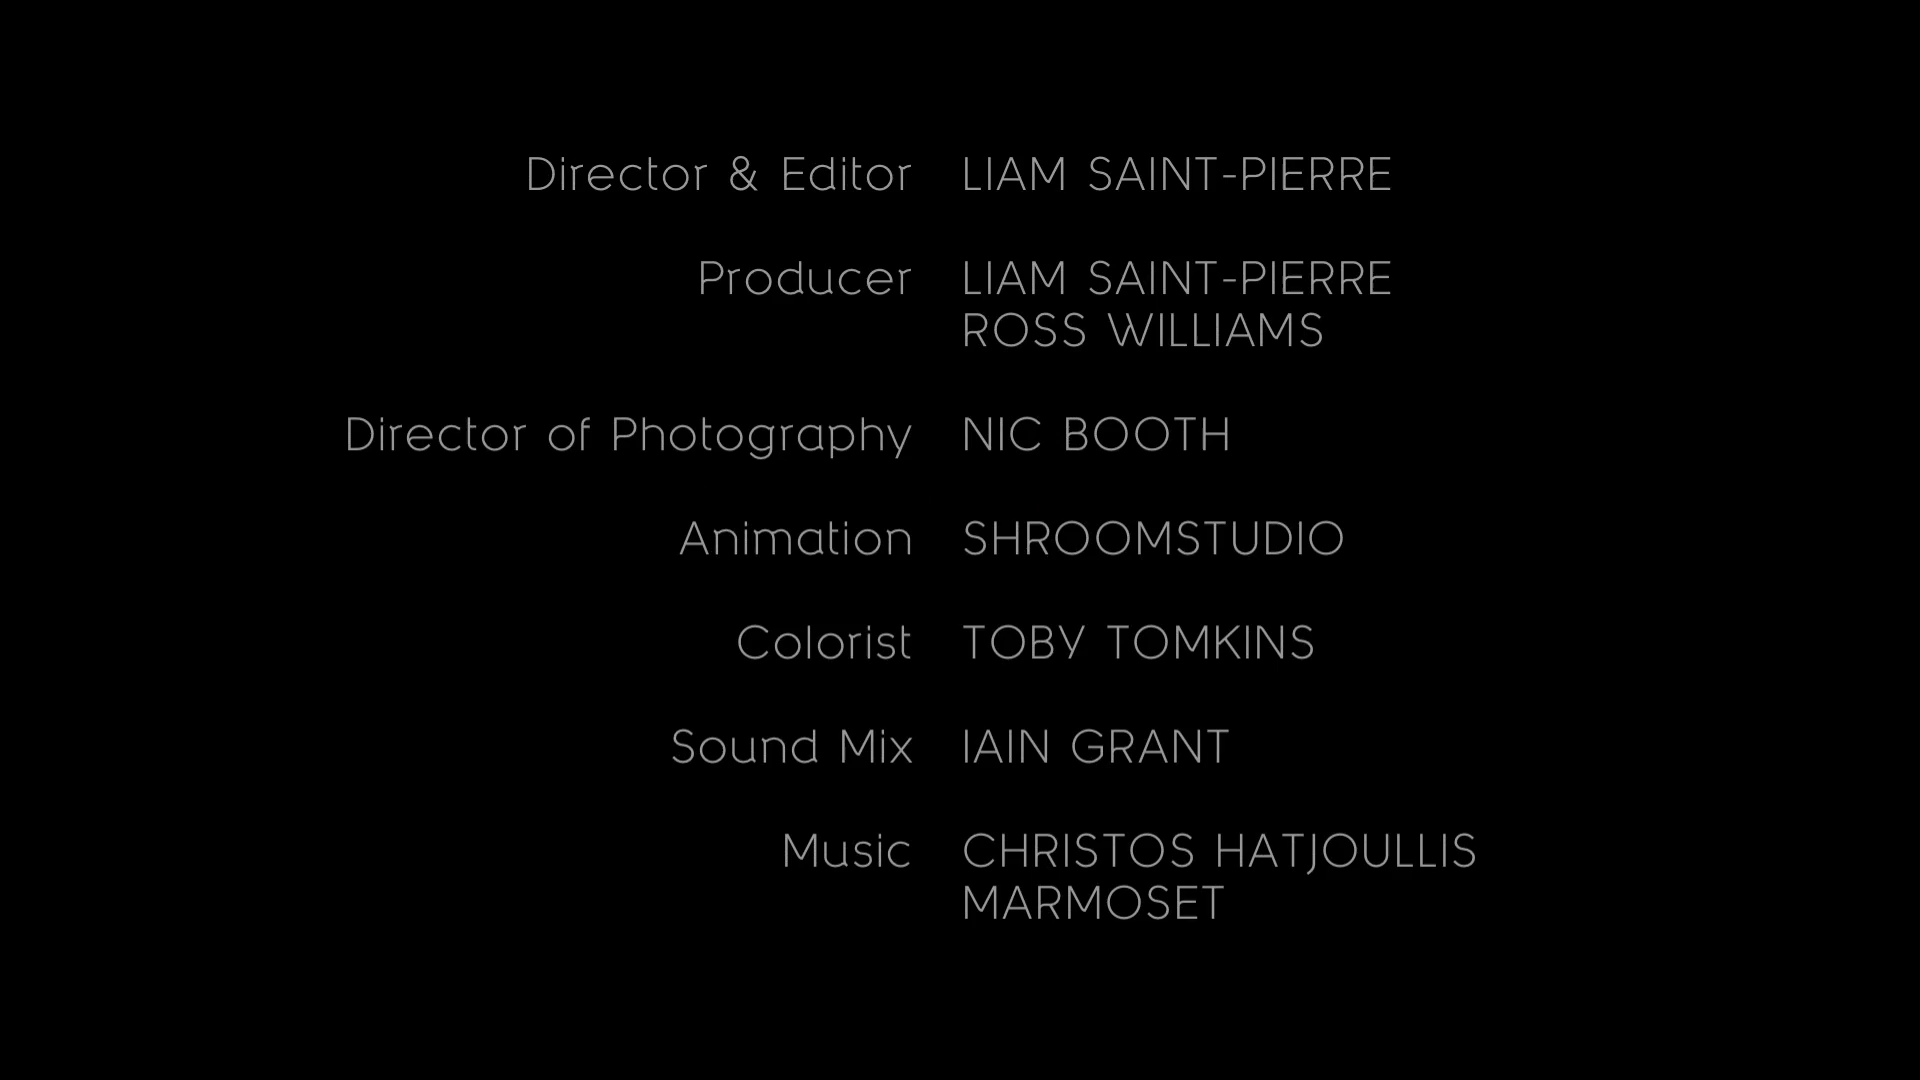 Director & Editor LIAM SAINT-PIERRE
Producer LIAM SAINT-PIERRE
ROSS WILLIAMS
Director of Photography NIC BOOTH
Animation SHROOMSTUDIO
Colorist TOBY TOMKINS
Sound Mix IAIN GRANT
Music CHRISTOS HATJOULLIS
MARMOSET